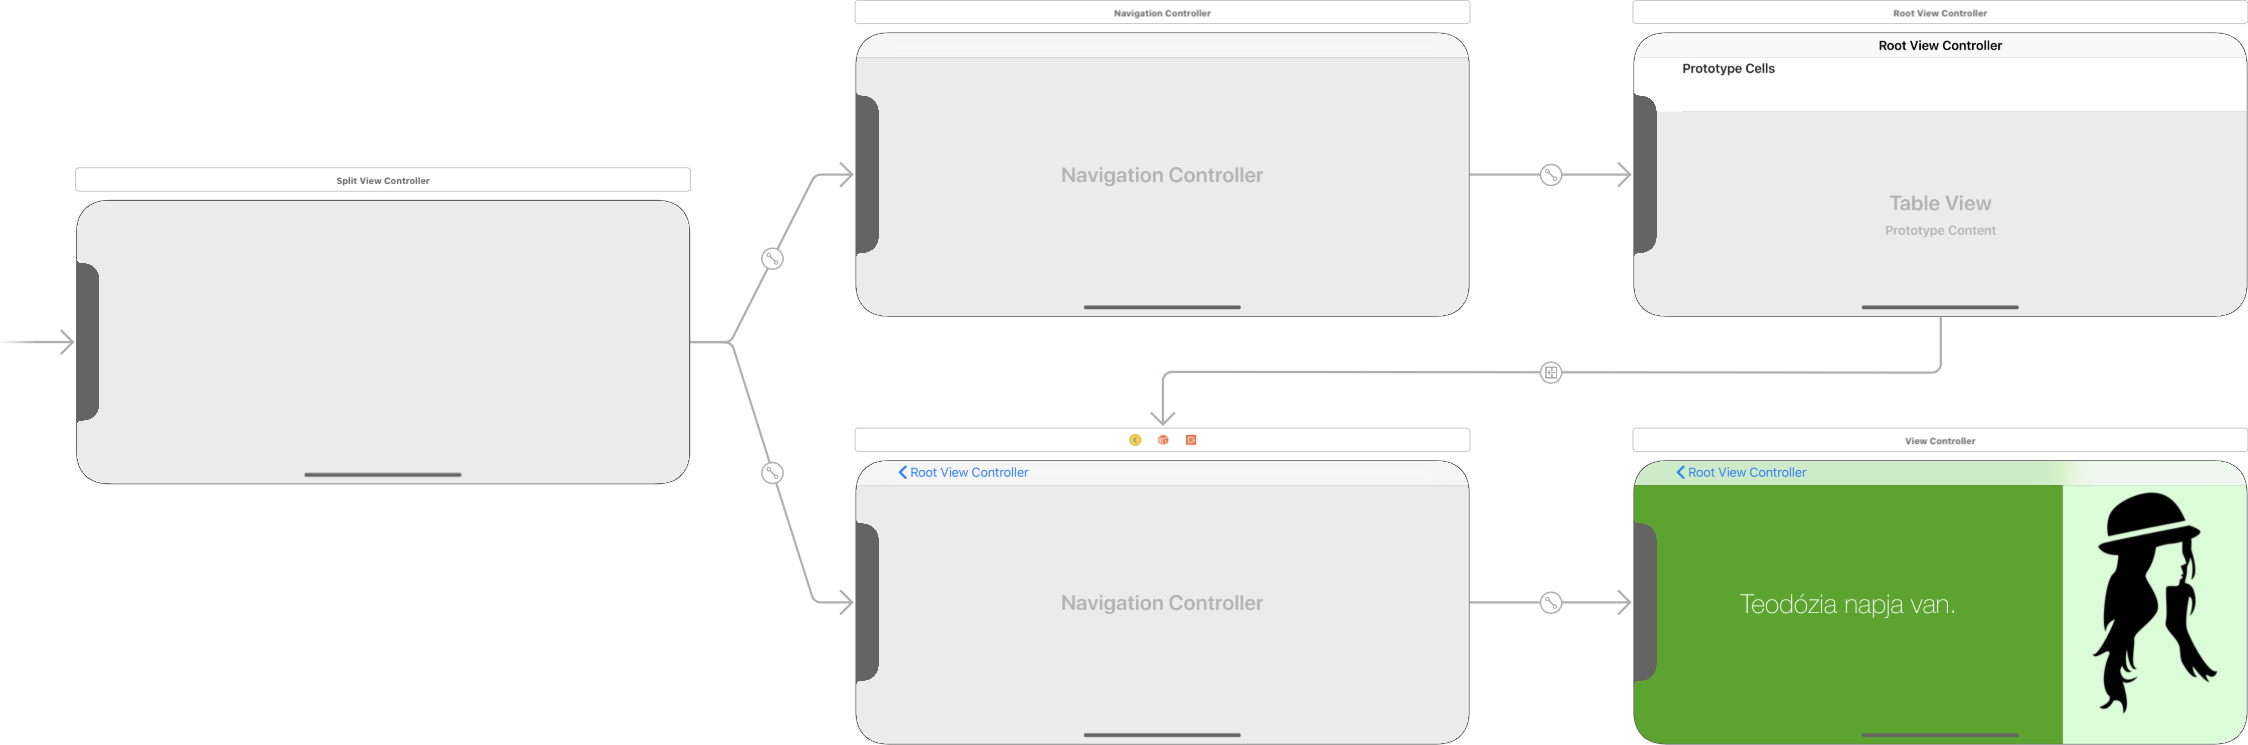 Navigation Controller
Root View Controller
Root View Controller
Prototype Cells
Navigation Controller
Split View Controller
Table View
Prototype Content
View Controller
Root View Controller
Root View Controller
Navigation Controller
Teodózia napja van.